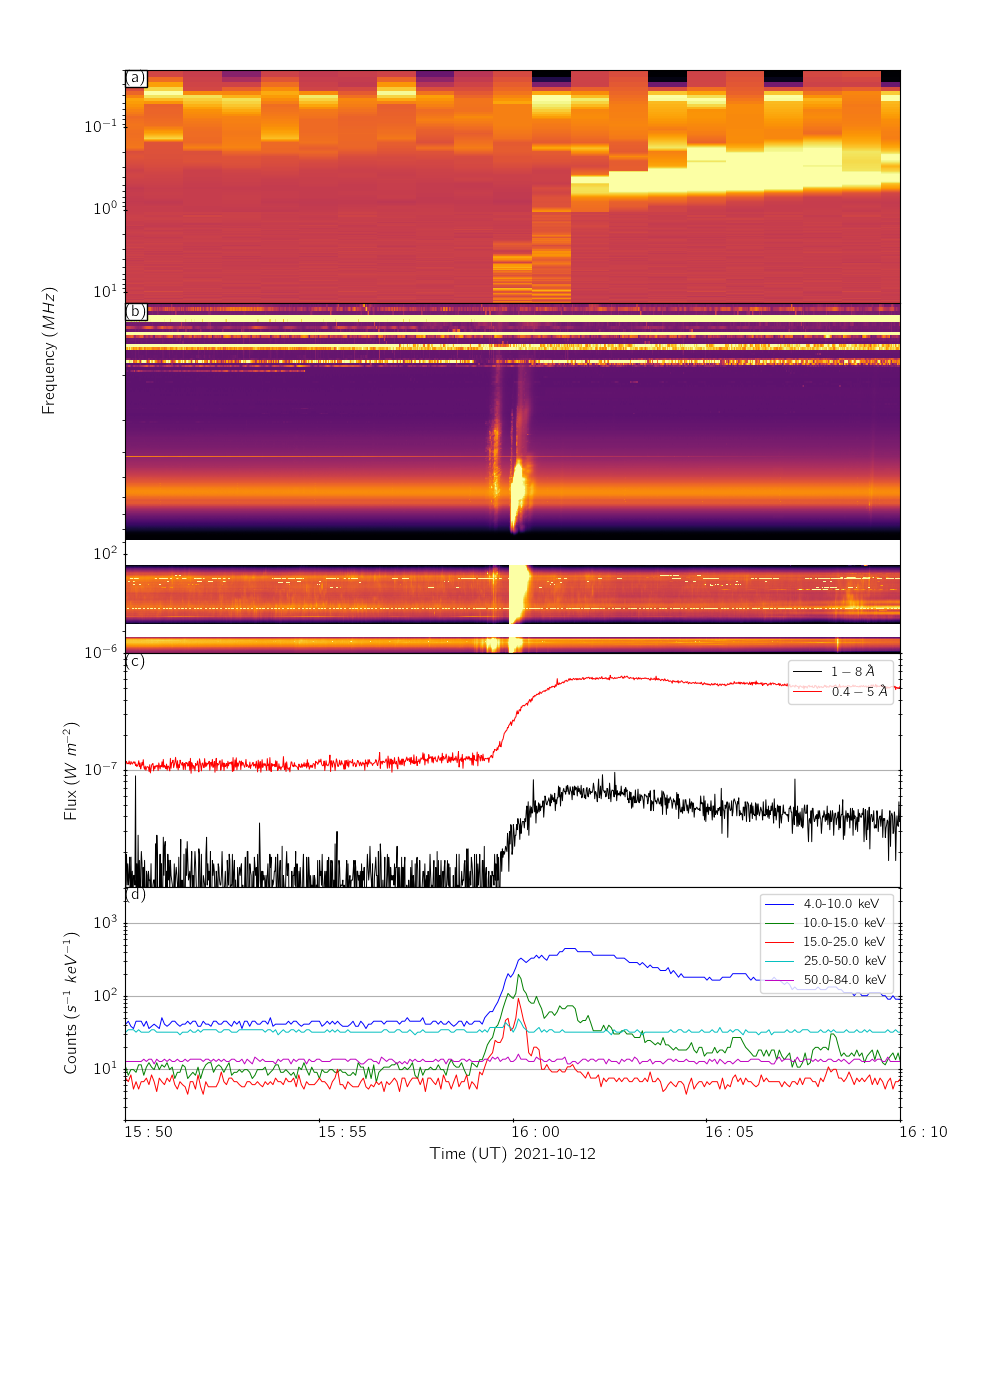 (a)
10⁻¹
10⁰
10¹
(b)
Frequency (MHz)
10²
10⁻⁶
(c)
1 − 8 Å
0.4 − 5 Å
Flux (W m⁻²)
10⁻⁷
(d)
10³
4.0-10.0 keV
10.0-15.0 keV
15.0-25.0 keV
25.0-50.0 keV
50.0-84.0 keV
Counts (s⁻¹ keV⁻¹)
10²
10¹
15 : 50 15 : 55 16 : 00 16 : 05 16 : 10
Time (UT) 2021-10-12